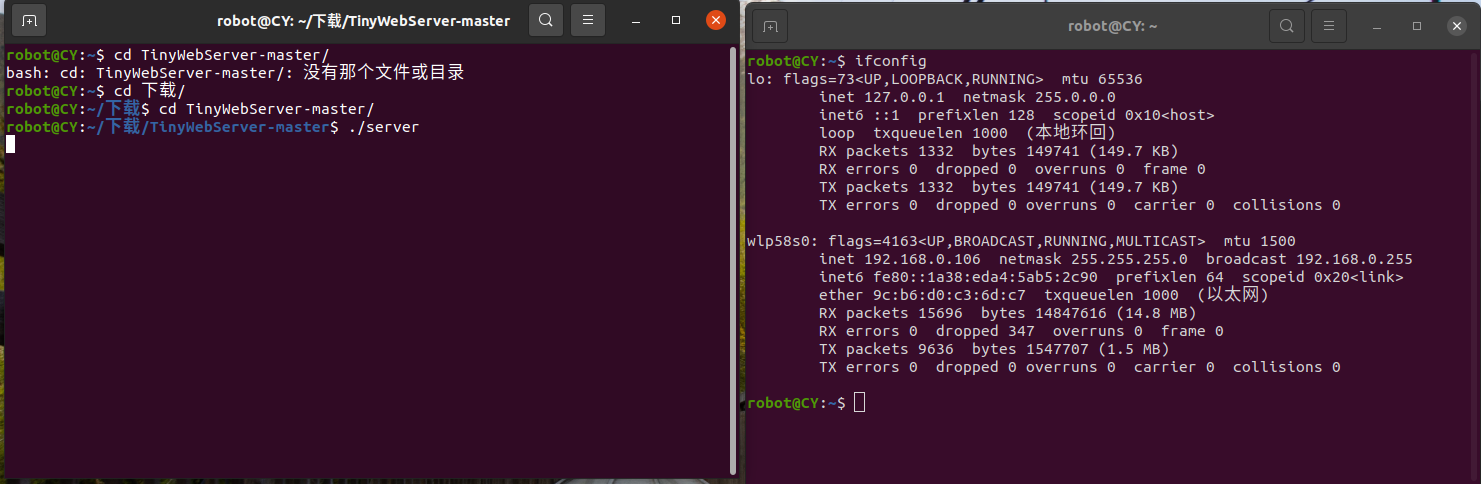 robot@CY: ~/下载/TinyWebServer-master
robot@CY:~$ cd TinyWebServer-master/
bash: cd: TinyWebServer-master/: 没有那个文件或目录
robot@CY:~$ cd 下载/
robot@CY:~/下载$ cd TinyWebServer-master/
robot@CY:~/下载/TinyWebServer-master$ ./server
robot@CY: ~
robot@CY:~$ ifconfig
lo: flags=73<UP,LOOPBACK,RUNNING>  mtu 65536
        inet 127.0.0.1  netmask 255.0.0.0
        inet6 ::1  prefixlen 128  scopeid 0x10<host>
        loop  txqueuelen 1000  (本地环回)
        RX packets 1332  bytes 149741 (149.7 KB)
        RX errors 0  dropped 0  overruns 0  frame 0
        TX packets 1332  bytes 149741 (149.7 KB)
        TX errors 0  dropped 0 overruns 0  carrier 0  collisions 0
wlp58s0: flags=4163<UP,BROADCAST,RUNNING,MULTICAST>  mtu 1500
        inet 192.168.0.106  netmask 255.255.255.0  broadcast 192.168.0.255
        inet6 fe80::1a38:eda4:5ab5:2c90  prefixlen 64  scopeid 0x20<link>
        ether 9c:b6:d0:c3:6d:c7  txqueuelen 1000  (以太网)
        RX packets 15696  bytes 14847616 (14.8 MB)
        RX errors 0  dropped 347  overruns 0  frame 0
        TX packets 9636  bytes 1547707 (1.5 MB)
        TX errors 0  dropped 0 overruns 0  carrier 0  collisions 0
robot@CY:~$